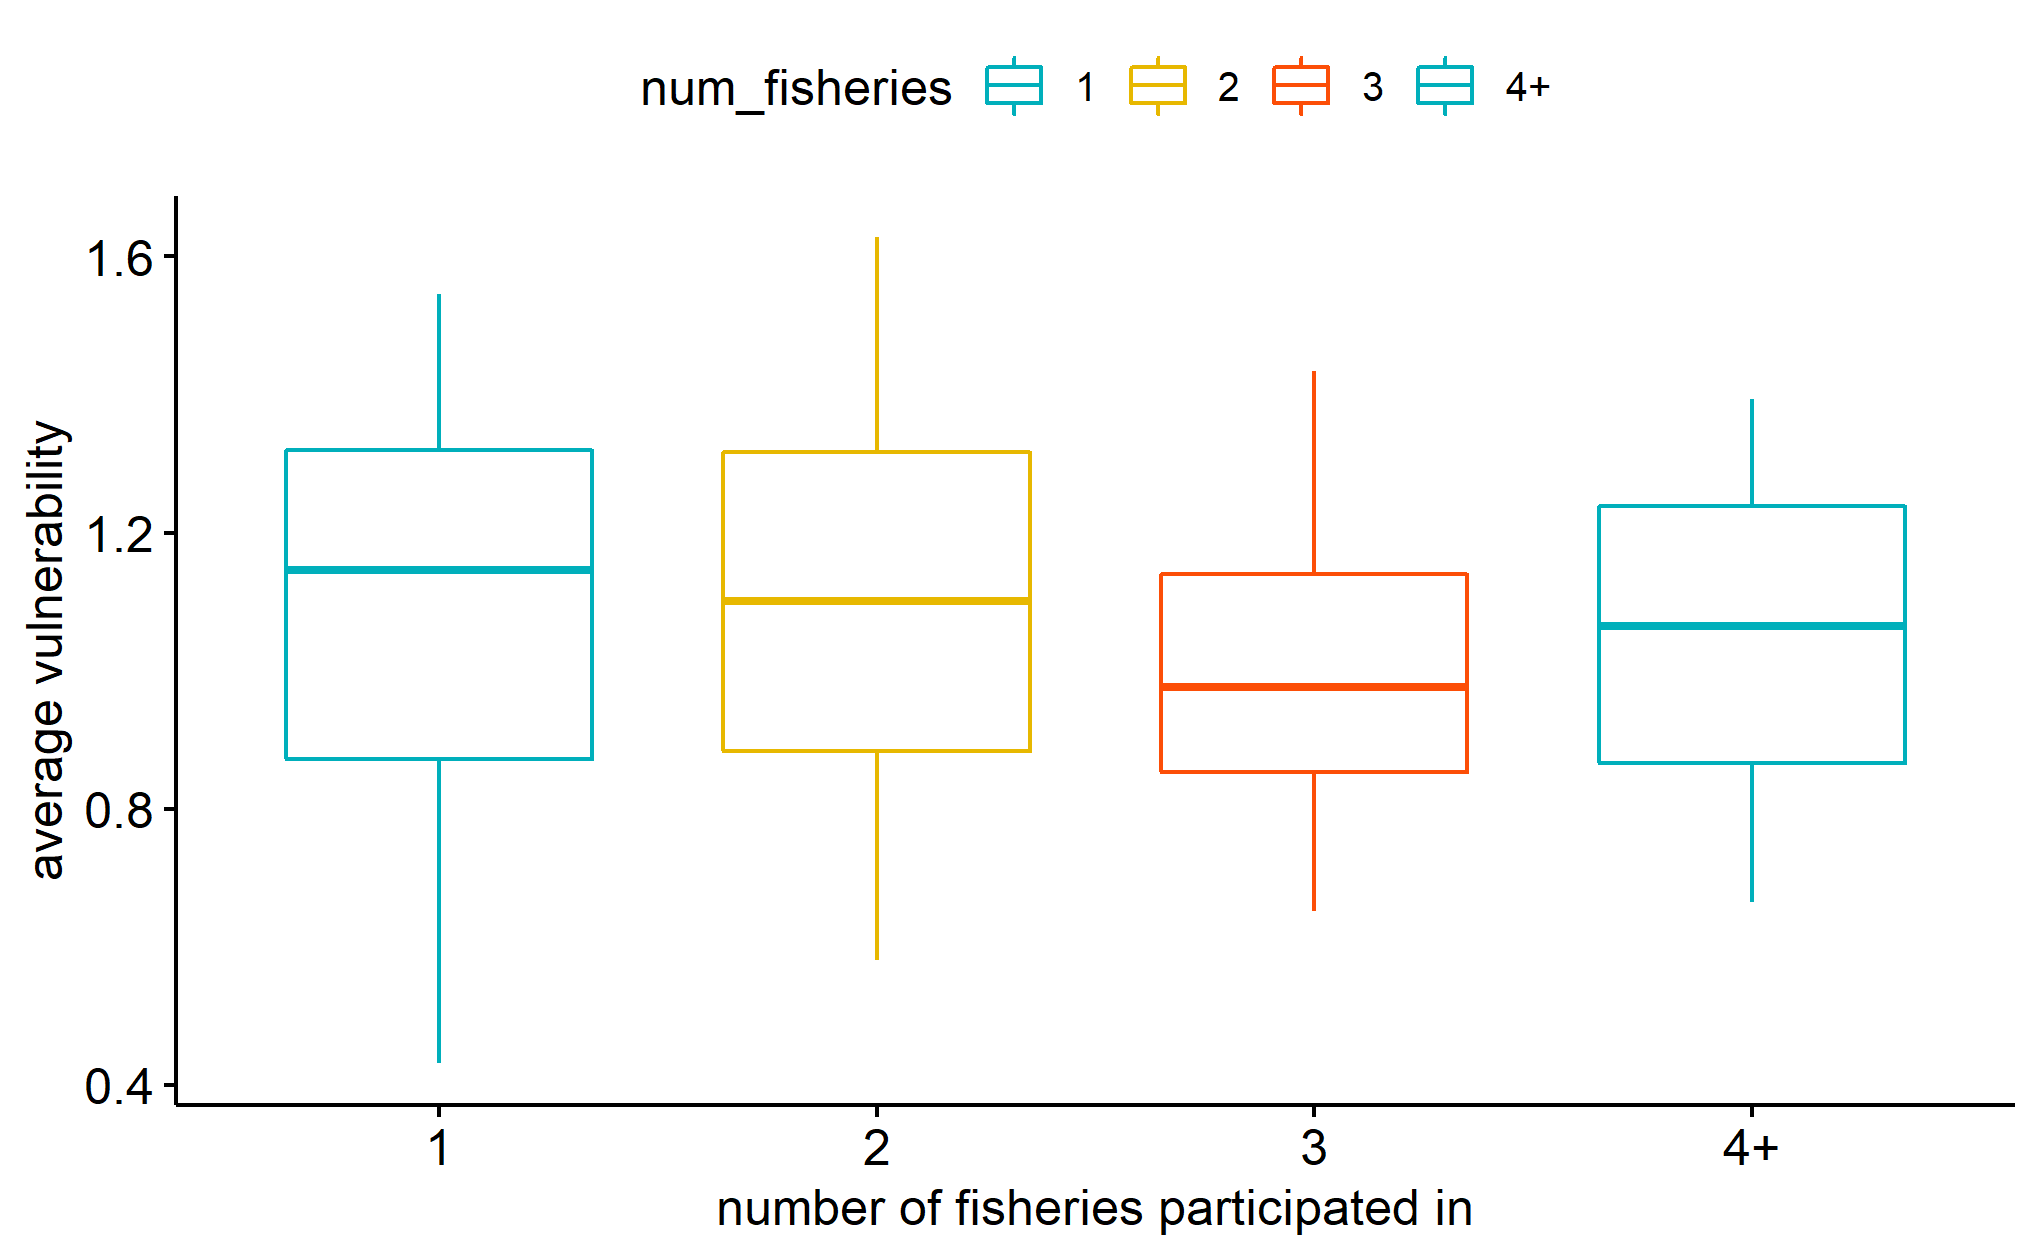 num_fisheries 1 2 3 4+
1.6
1.2
0.8
0.4
average vulnerability
1 2 3 4+
number of fisheries participated in